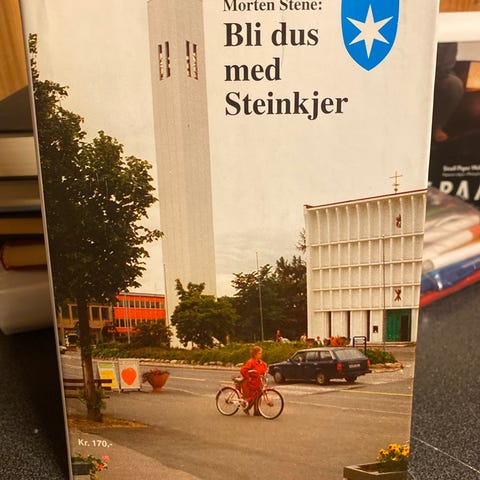 Morten Stene:
Bli dus
med
Steinkjer
Kr. 170,-